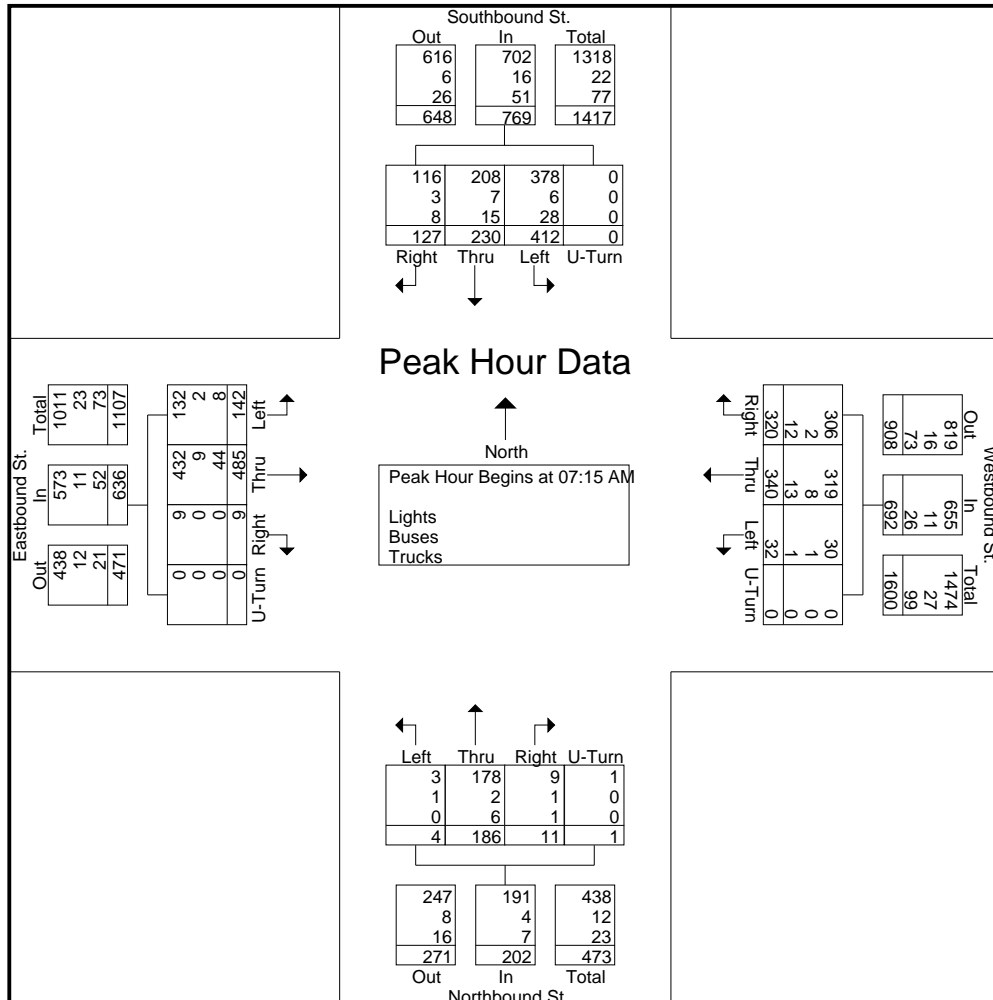 Southbound St.
Out In Total
616 702 1318
6 16 22
26 51 77
648 769 1417
116 208 378 0
3 7 6 0
8 15 28 0
127 230 412 0
Right Thru Left U-Turn
Peak Hour Data
North
Peak Hour Begins at 07:15 AM
Lights
Buses
Trucks
Eastbound St.
Out In Total
438 573 1011
12 11 23
21 52 73
471 636 1107
0 9 432 132
0 0 9 2
0 0 44 8
0 9 485 142
U-Turn Right Thru Left
Westbound St.
Out In Total
819 655 1474
16 11 27
73 26 99
908 692 1600
306 319 30 0
2 8 1 0
12 13 1 0
320 340 32 0
Right Thru Left U-Turn
Left Thru Right U-Turn
3 178 9 1
1 2 1 0
0 6 1 0
4 186 11 1
247 191 438
8 4 12
16 7 23
271 202 473
Out In Total
Northbound St.